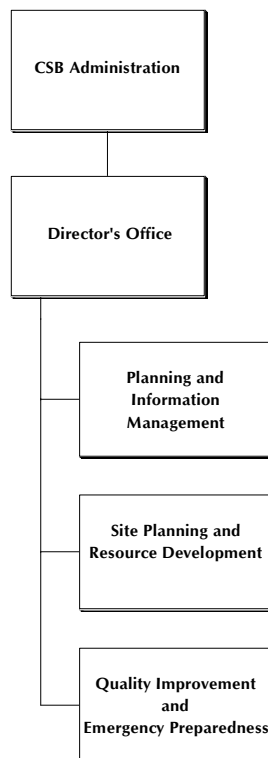 CSB Administration
Director's Office
Planning and
Information
Management
Site Planning and
Resource Development
Quality Improvement
and
Emergency Preparedness